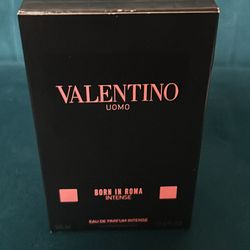 VALENTINO
UOMO
BORN IN ROMA
INTENSE
EAU DE PARFUM INTENSE